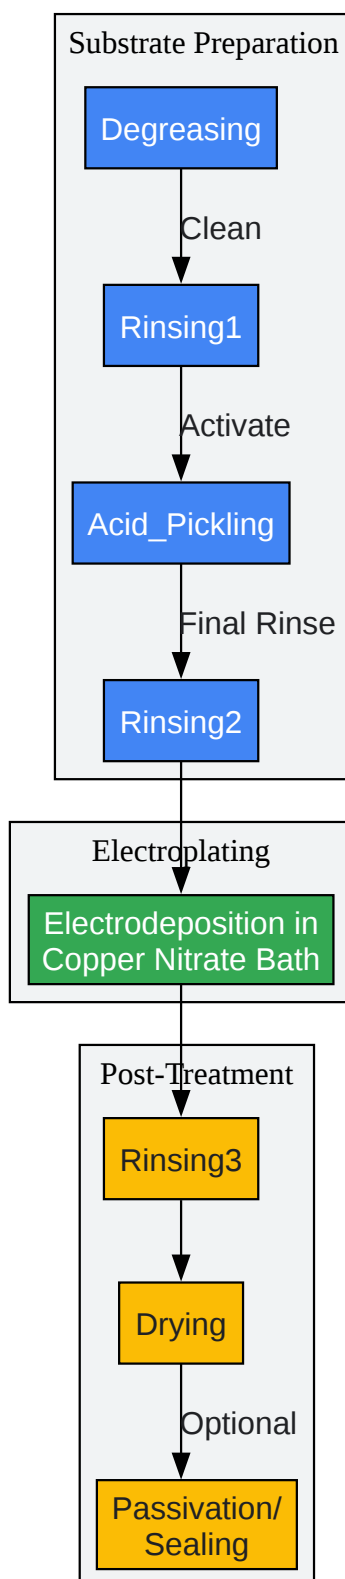 Substrate Preparation
Degreasing
Clean
Rinsing1
Activate
Acid_Pickling
Final Rinse
Rinsing2
Electroplating
Electrodeposition in
Copper Nitrate Bath
Post-Treatment
Rinsing3
Drying
Optional
Passivation/
Sealing